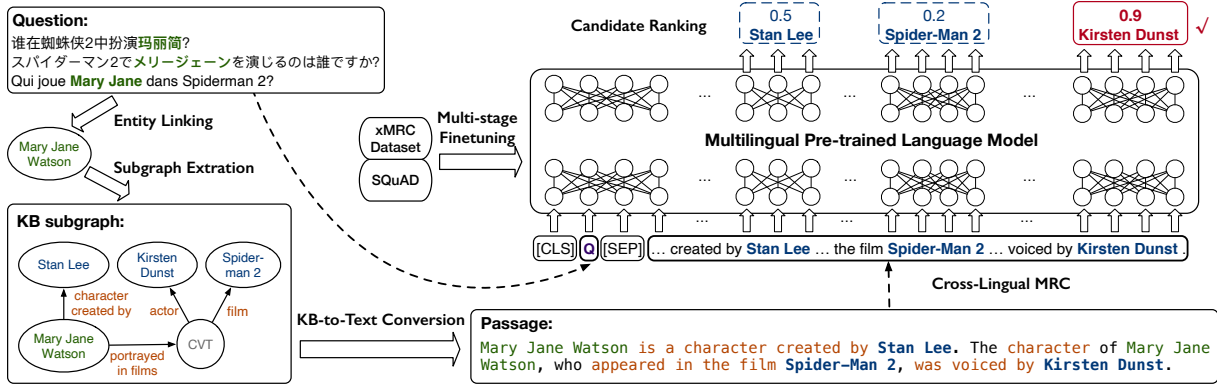 Question:
谁在蜘蛛侠2中扮演玛丽简?
スパイダーマン2でメリージェーンを演じるのは誰ですか?
Qui joue Mary Jane dans Spiderman 2?
Entity Linking
Mary Jane
Watson
Subgraph Extration
KB subgraph:
Stan Lee
Kirsten
Dunst
Spider-
man 2
character
created by
actor
film
Mary Jane
Watson
portrayed
in films
CVT
KB-to-Text Conversion
xMRC
Dataset
SQuAD
Multi-stage
Finetuning
Candidate Ranking
0.5
Stan Lee
0.2
Spider-Man 2
0.9
Kirsten Dunst
√
... ... ...
Multilingual Pre-trained Language Model
... ... ...
... ... ...
[CLS] Q [SEP] ... created by Stan Lee ... the film Spider-Man 2 ... voiced by Kirsten Dunst .
Cross-Lingual MRC
Passage:
Mary Jane Watson is a character created by Stan Lee. The character of Mary Jane
Watson, who appeared in the film Spider-Man 2, was voiced by Kirsten Dunst.